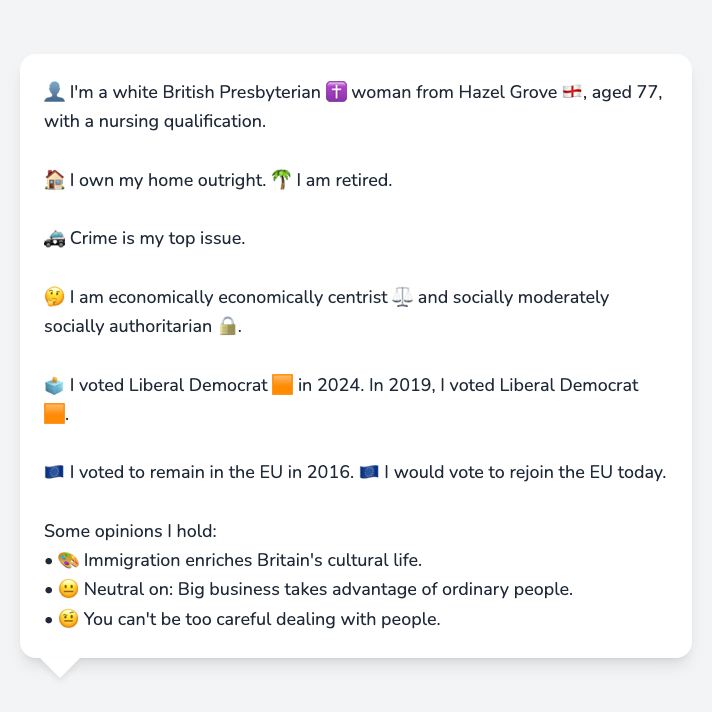 👤 I'm a white British Presbyterian ✝️ woman from Hazel Grove 🏴󠁧󠁢󠁥󠁮󠁧󠁿, aged 77,
with a nursing qualification.
🏠 I own my home outright. 🌴 I am retired.
🚓 Crime is my top issue.
🤔 I am economically economically centrist ⚖️ and socially moderately
socially authoritarian 🔒.
🗳️ I voted Liberal Democrat 🟧 in 2024. In 2019, I voted Liberal Democrat
🟧.
🇪🇺 I voted to remain in the EU in 2016. 🇪🇺 I would vote to rejoin the EU today.
Some opinions I hold:
• 🎨 Immigration enriches Britain's cultural life.
• 😐 Neutral on: Big business takes advantage of ordinary people.
• 🤨 You can't be too careful dealing with people.